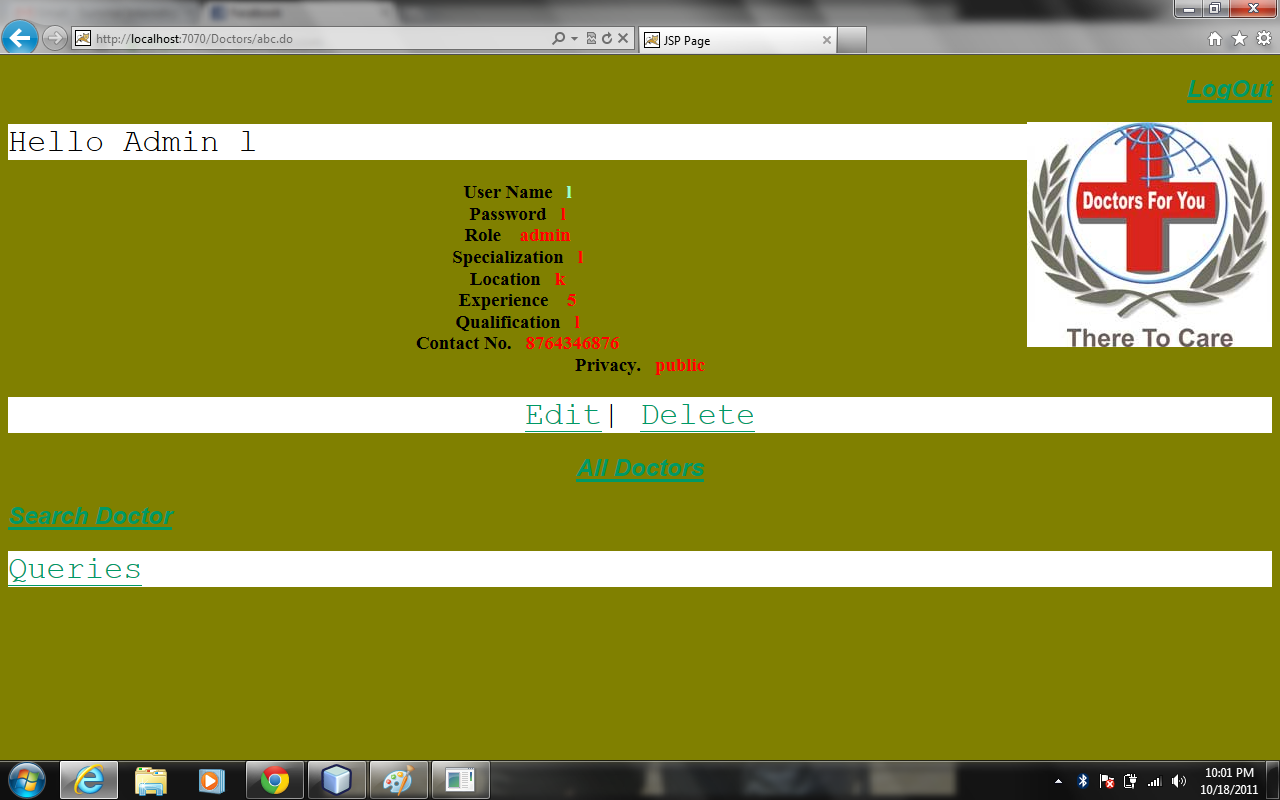 Facebook
http://localhost:7070/Doctors/abc.do
JSP Page
LogOut
Hello Admin l
Doctors For You
There To Care
User Name l
Password l
Role admin
Specialization l
Location k
Experience 5
Qualification l
Contact No. 8764346876
Privacy. public
Edit| Delete
All Doctors
Search Doctor
Queries
10:01 PM
10/18/2011